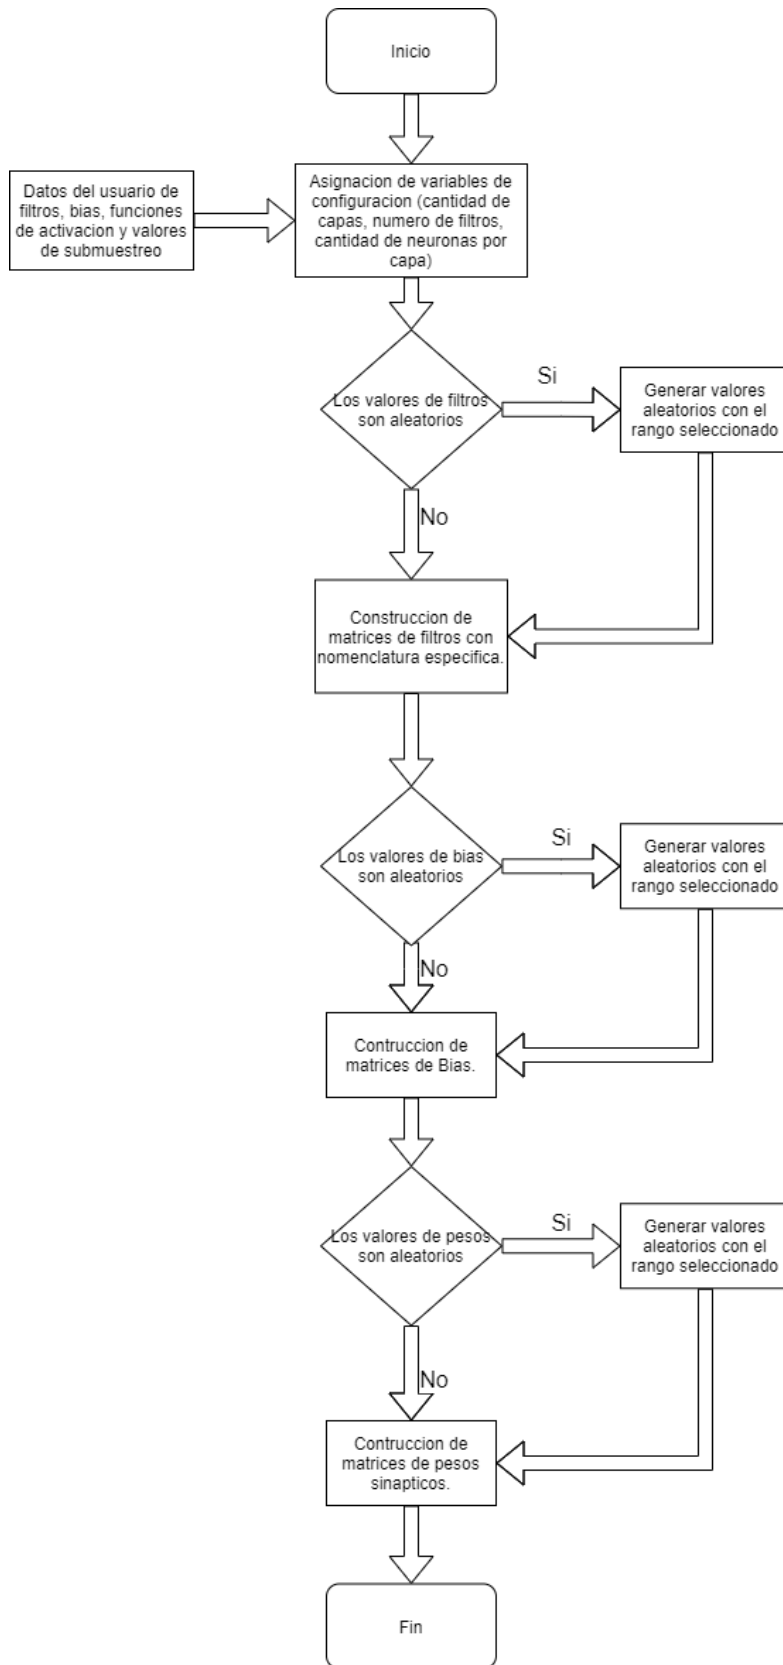 Inicio
Datos del usuario de
filtros, bias, funciones
de activacion y valores
de submuestreo
Asignacion de variables de
configuracion (cantidad de
capas, numero de filtros,
cantidad de neuronas por
capa)
Los valores de filtros
son aleatorios
Si
Generar valores
aleatorios con el
rango seleccionado
No
Construccion de
matrices de filtros con
nomenclatura especifica.
Los valores de bias
son aleatorios
Si
Generar valores
aleatorios con el
rango seleccionado
No
Contruccion de
matrices de Bias.
Los valores de pesos
son aleatorios
Si
Generar valores
aleatorios con el
rango seleccionado
No
Contruccion de
matrices de pesos
sinapticos.
Fin